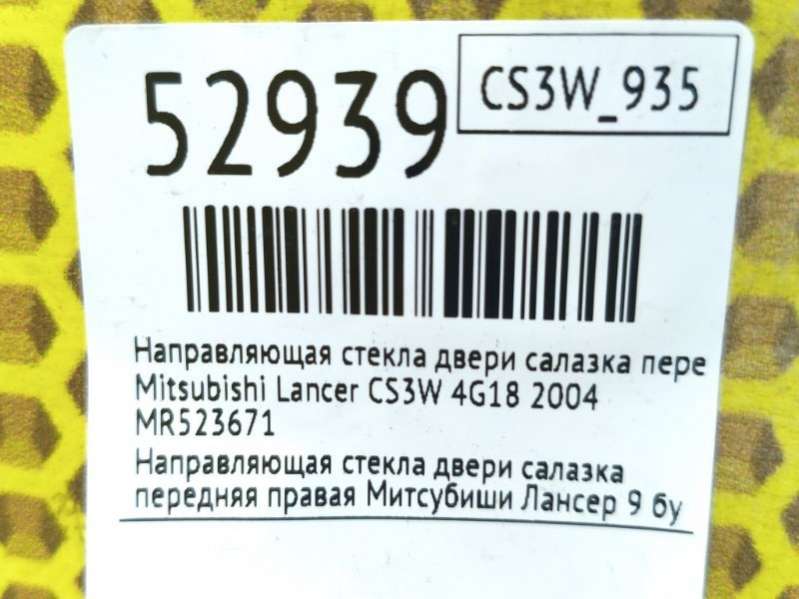 52939
CS3W_935
Направляющая стекла двери салазка пере
Mitsubishi Lancer CS3W 4G18 2004
MR523671
Направляющая стекла двери салазка
передняя правая Митсубиши Лансер 9 бу